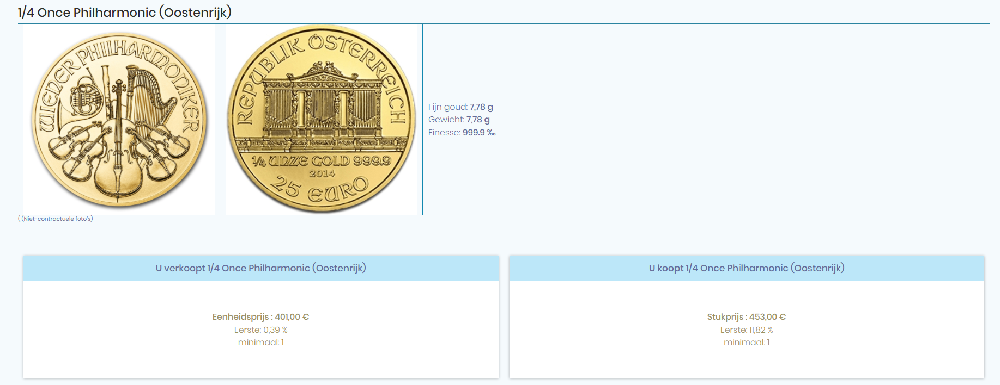 1/4 Once Philharmonic (Oostenrijk)
WIENER PHILHARMONIKER
REPUBLIK ÖSTERREICH
1/4 UNZE GOLD 999.9
2014
25 EURO
Fijn goud: 7,78 g
Gewicht: 7,78 g
Finesse: 999.9 ‰
( (Niet-contractuele foto's)
U verkoopt 1/4 Once Philharmonic (Oostenrijk)
Eenheidsprijs : 401,00 €
Eerste: 0,39 %
minimaal: 1
U koopt 1/4 Once Philharmonic (Oostenrijk)
Stukprijs : 453,00 €
Eerste: 11,82 %
minimaal: 1